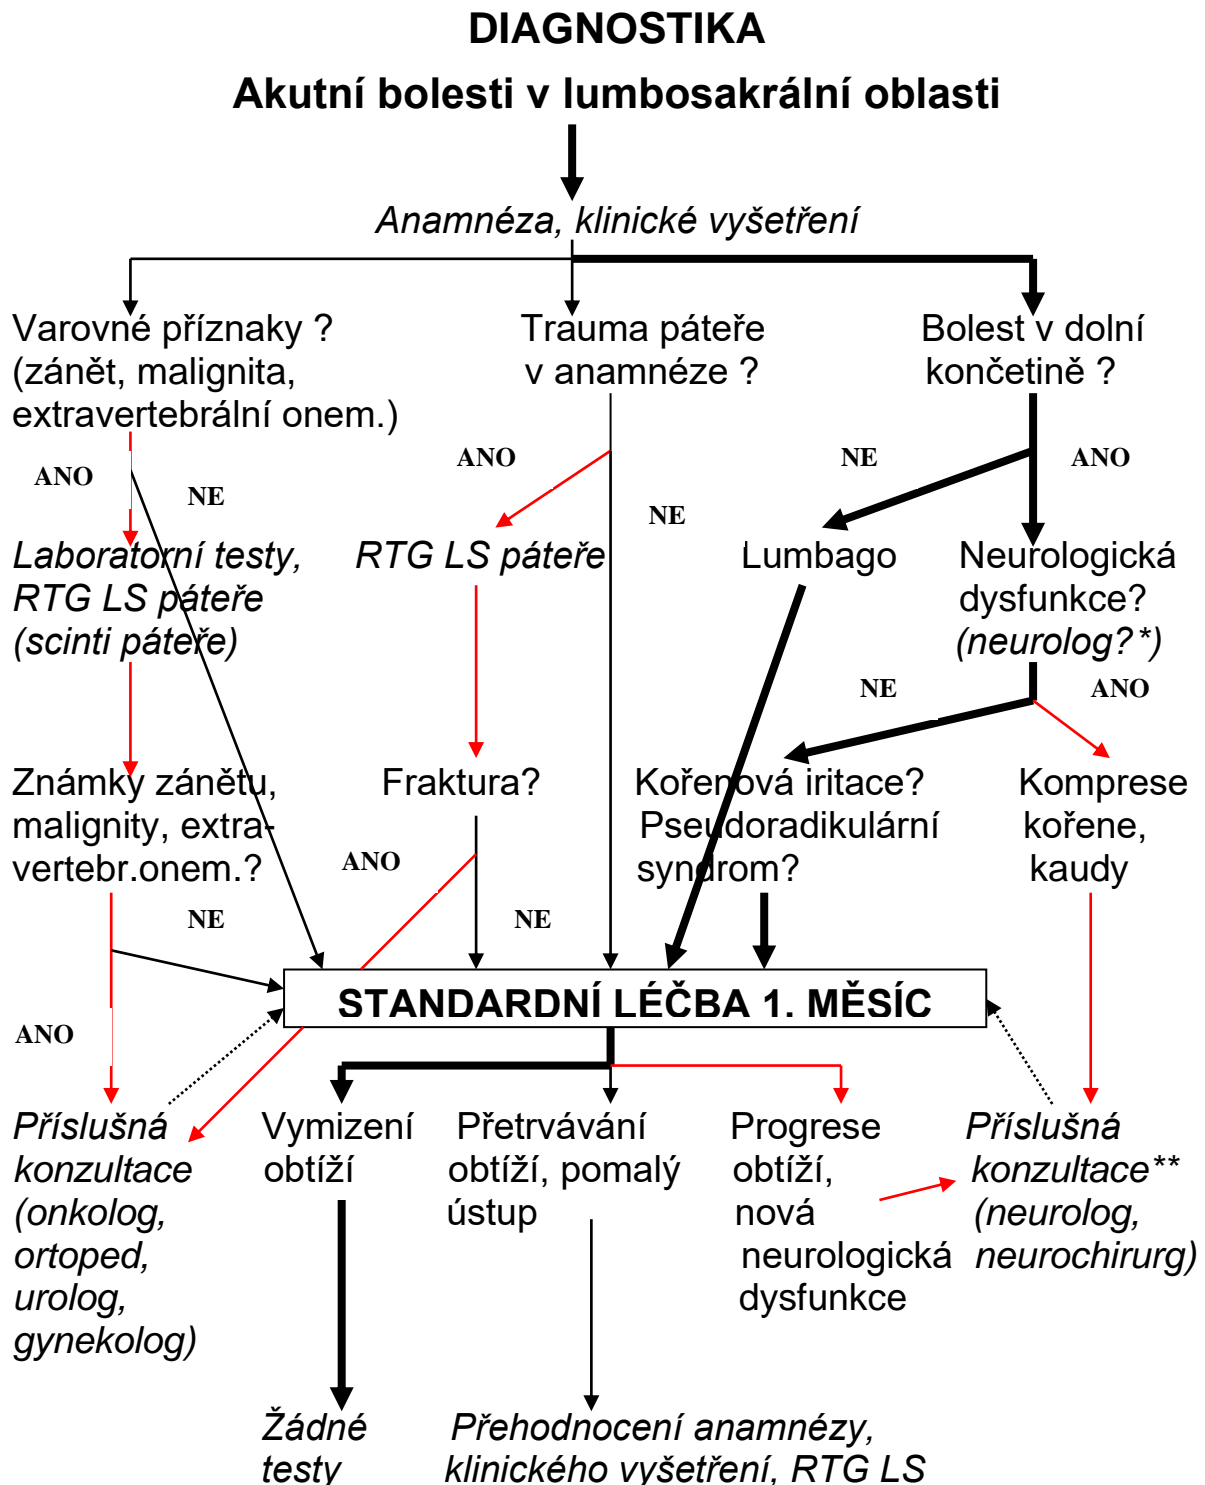 DIAGNOSTIKA
Akutní bolesti v lumbosakrální oblasti
Anamnéza, klinické vyšetření
Varovné příznaky ?
(zánět, malignita,
extravertebrální onem.)
Trauma páteře
v anamnéze ?
Bolest v dolní
končetině ?
ANO
NE
ANO
NE
NE
ANO
Laboratorní testy,
RTG LS páteře
(scinti páteře)
RTG LS páteře
Lumbago
Neurologická
dysfunkce?
(neurolog?*)
NE
ANO
Známky zánětu,
malignity, extra-
vertebr.onem.?
Fraktura?
Kořenová iritace?
Pseudoradikulární
syndrom?
Komprese
kořene,
kaudy
ANO
NE
NE
STANDARDNÍ LÉČBA 1. MĚSÍC
ANO
Příslušná
konzultace
(onkolog,
ortoped,
urolog,
gynekolog)
Vymizení
obtíží
Přetrvávání
obtíží, pomalý
ústup
Progrese
obtíží,
nová
neurologická
dysfunkce
Příslušná
konzultace**
(neurolog,
neurochirurg)
Žádné
testy
Přehodnocení anamnézy,
klinického vyšetření, RTG LS